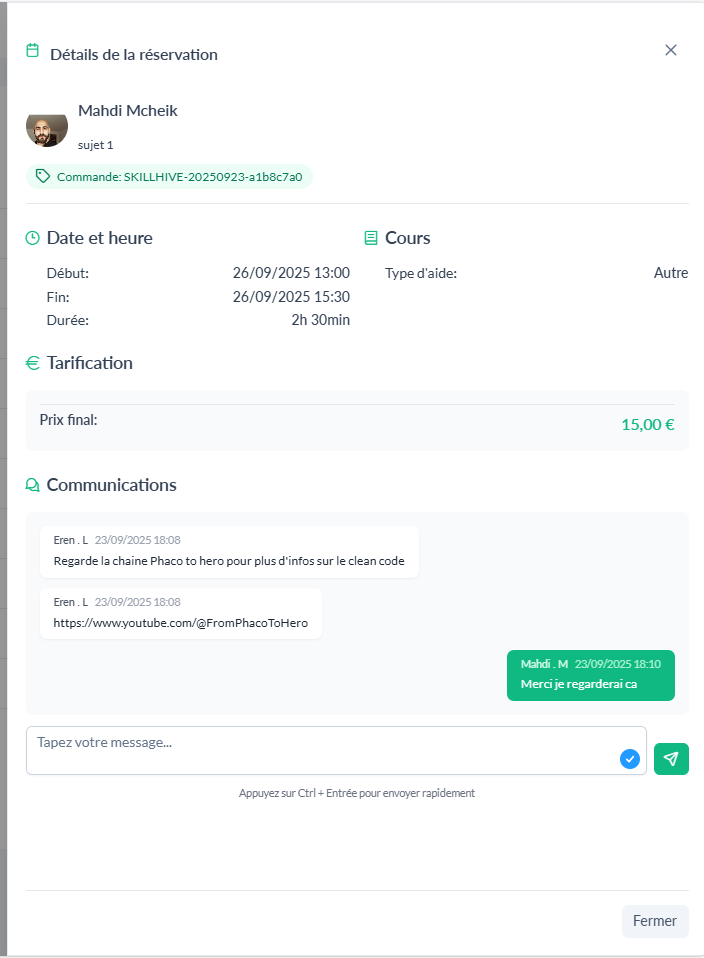 Détails de la réservation
Mahdi Mcheik
sujet 1
Commande: SKILLHIVE-20250923-a1b8c7a0
Date et heure
Début: 26/09/2025 13:00
Fin: 26/09/2025 15:30
Durée: 2h 30min
Cours
Type d'aide: Autre
Tarification
Prix final: 15,00 €
Communications
Eren . L 23/09/2025 18:08
Regarde la chaine Phaco to hero pour plus d'infos sur le clean code
Eren . L 23/09/2025 18:08
https://www.youtube.com/@FromPhacoToHero
Mahdi . M 23/09/2025 18:10
Merci je regarderai ca
Tapez votre message...
Appuyez sur Ctrl + Entrée pour envoyer rapidement
Fermer